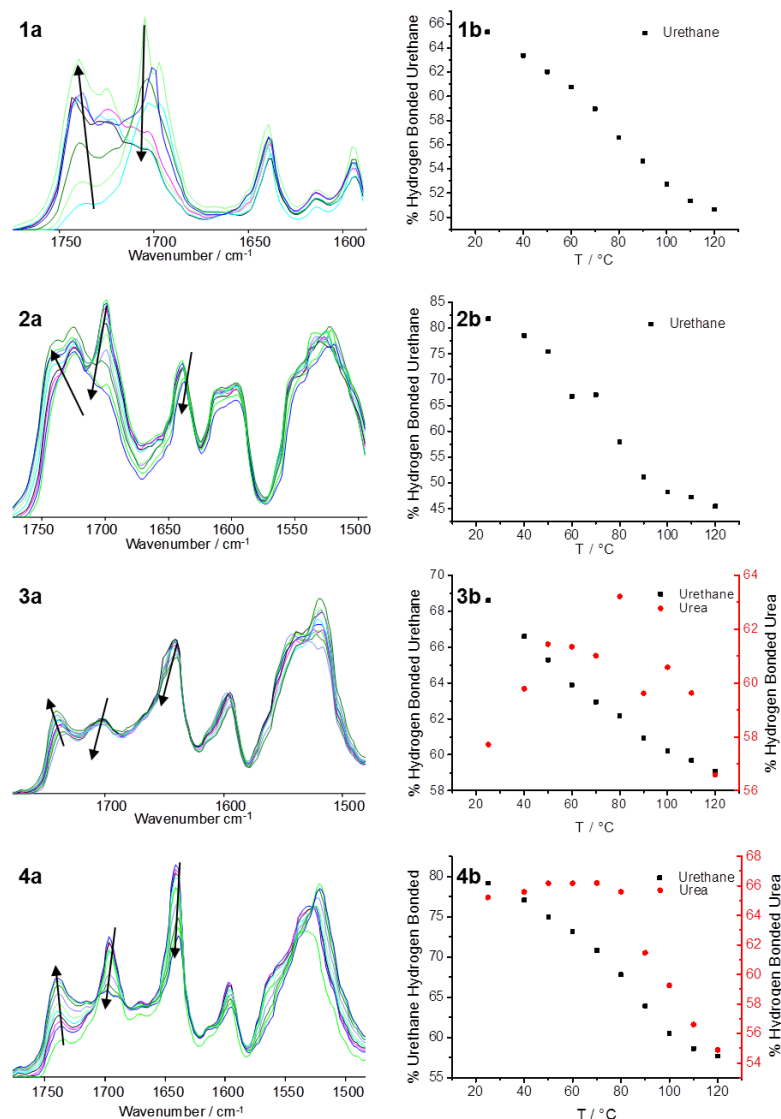 1a
1750 1700 1650 1600
Wavenumber / cm-1
1b
Urethane
% Hydrogen Bonded Urethane
66
64
62
60
58
56
54
52
50
20 40 60 80 100 120
T / °C
2a
1750 1700 1650 1600 1550 1500
Wavenumber / cm-1
2b
Urethane
% Hydrogen Bonded Urethane
85
80
75
70
65
60
55
50
45
20 40 60 80 100 120
T / °C
3a
1700 1600 1500
Wavenumber cm-1
3b
Urethane
Urea
% Hydrogen Bonded Urethane
70
68
66
64
62
60
58
20 40 60 80 100 120
T / °C
64
63
62
61
60
59
58
57
56
% Hydrogen Bonded Urea
4a
1750 1700 1650 1600 1550 1500
Wavenumber / cm-1
4b
Urethane
Urea
% Urethane Hydrogen Bonded
80
75
70
65
60
55
20 40 60 80 100 120
T / °C
68
66
64
62
60
58
56
54
% Hydrogen Bonded Urea